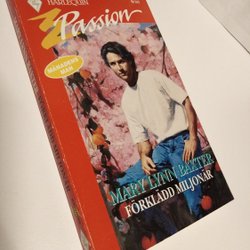 HARLEQUIN
Passion
MÅNADENS
MAN
MARY LYNN BAXTER
FÖRKLÄDD MILJONÄR